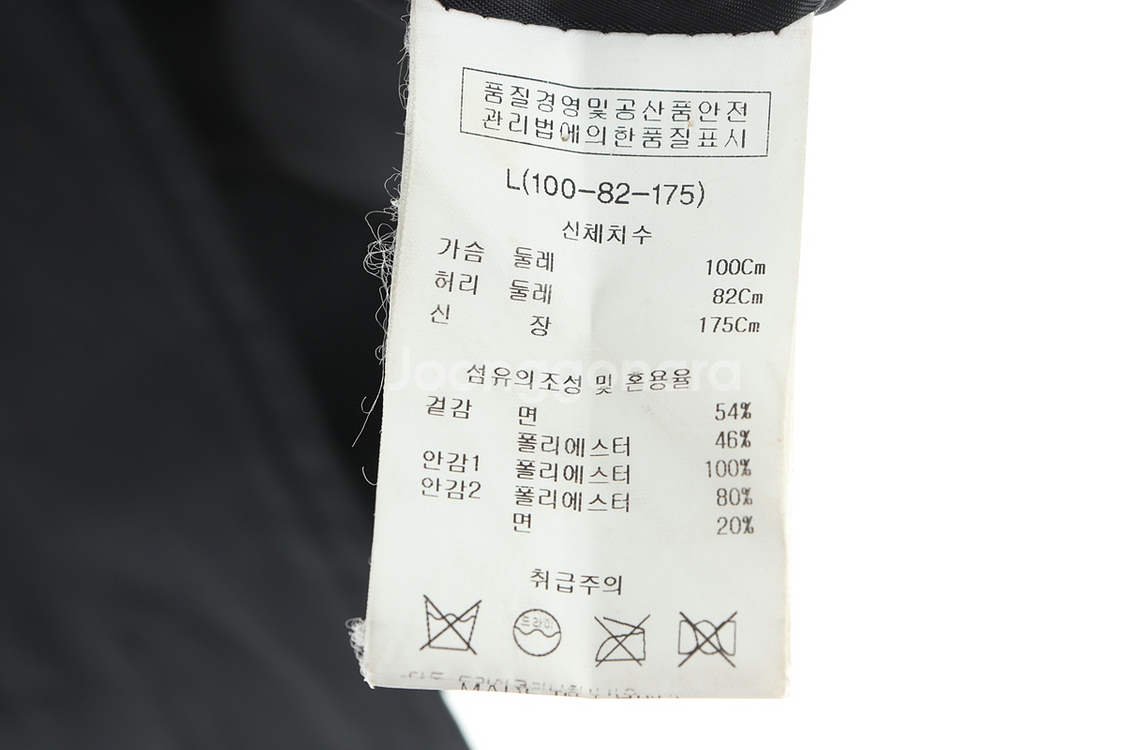 품질경영및공산품안전
관리법에의한품질표시
L(100-82-175)
신체치수
가슴 둘레 100Cm
허리 둘레 82Cm
신 장 175Cm
Joonggonara
섬유의조성 및 혼용율
겉감 면 54%
폴리에스터 46%
안감1 폴리에스터 100%
안감2 폴리에스터 80%
면 20%
취급주의
드라이